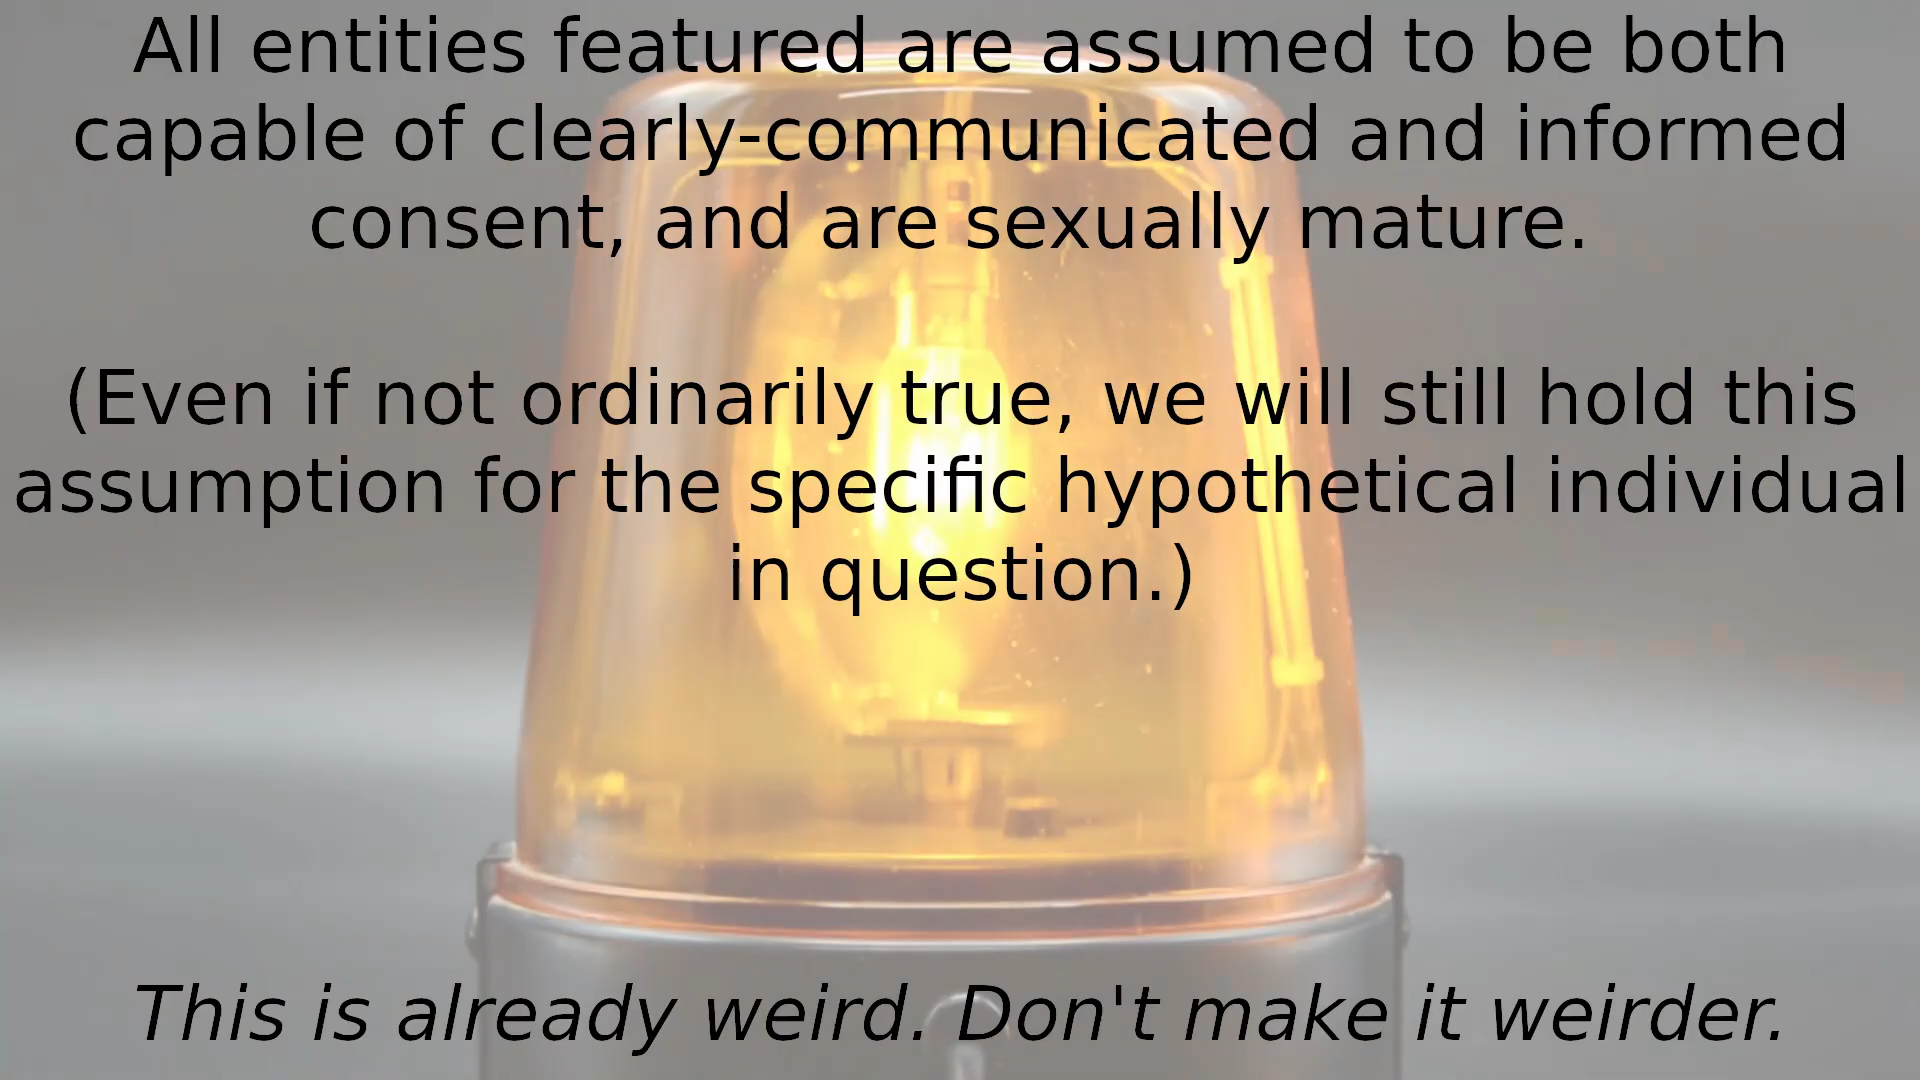 All entities featured are assumed to be both
capable of clearly-communicated and informed
consent, and are sexually mature.
(Even if not ordinarily true, we will still hold this
assumption for the specific hypothetical individual
in question.)
This is already weird. Don't make it weirder.